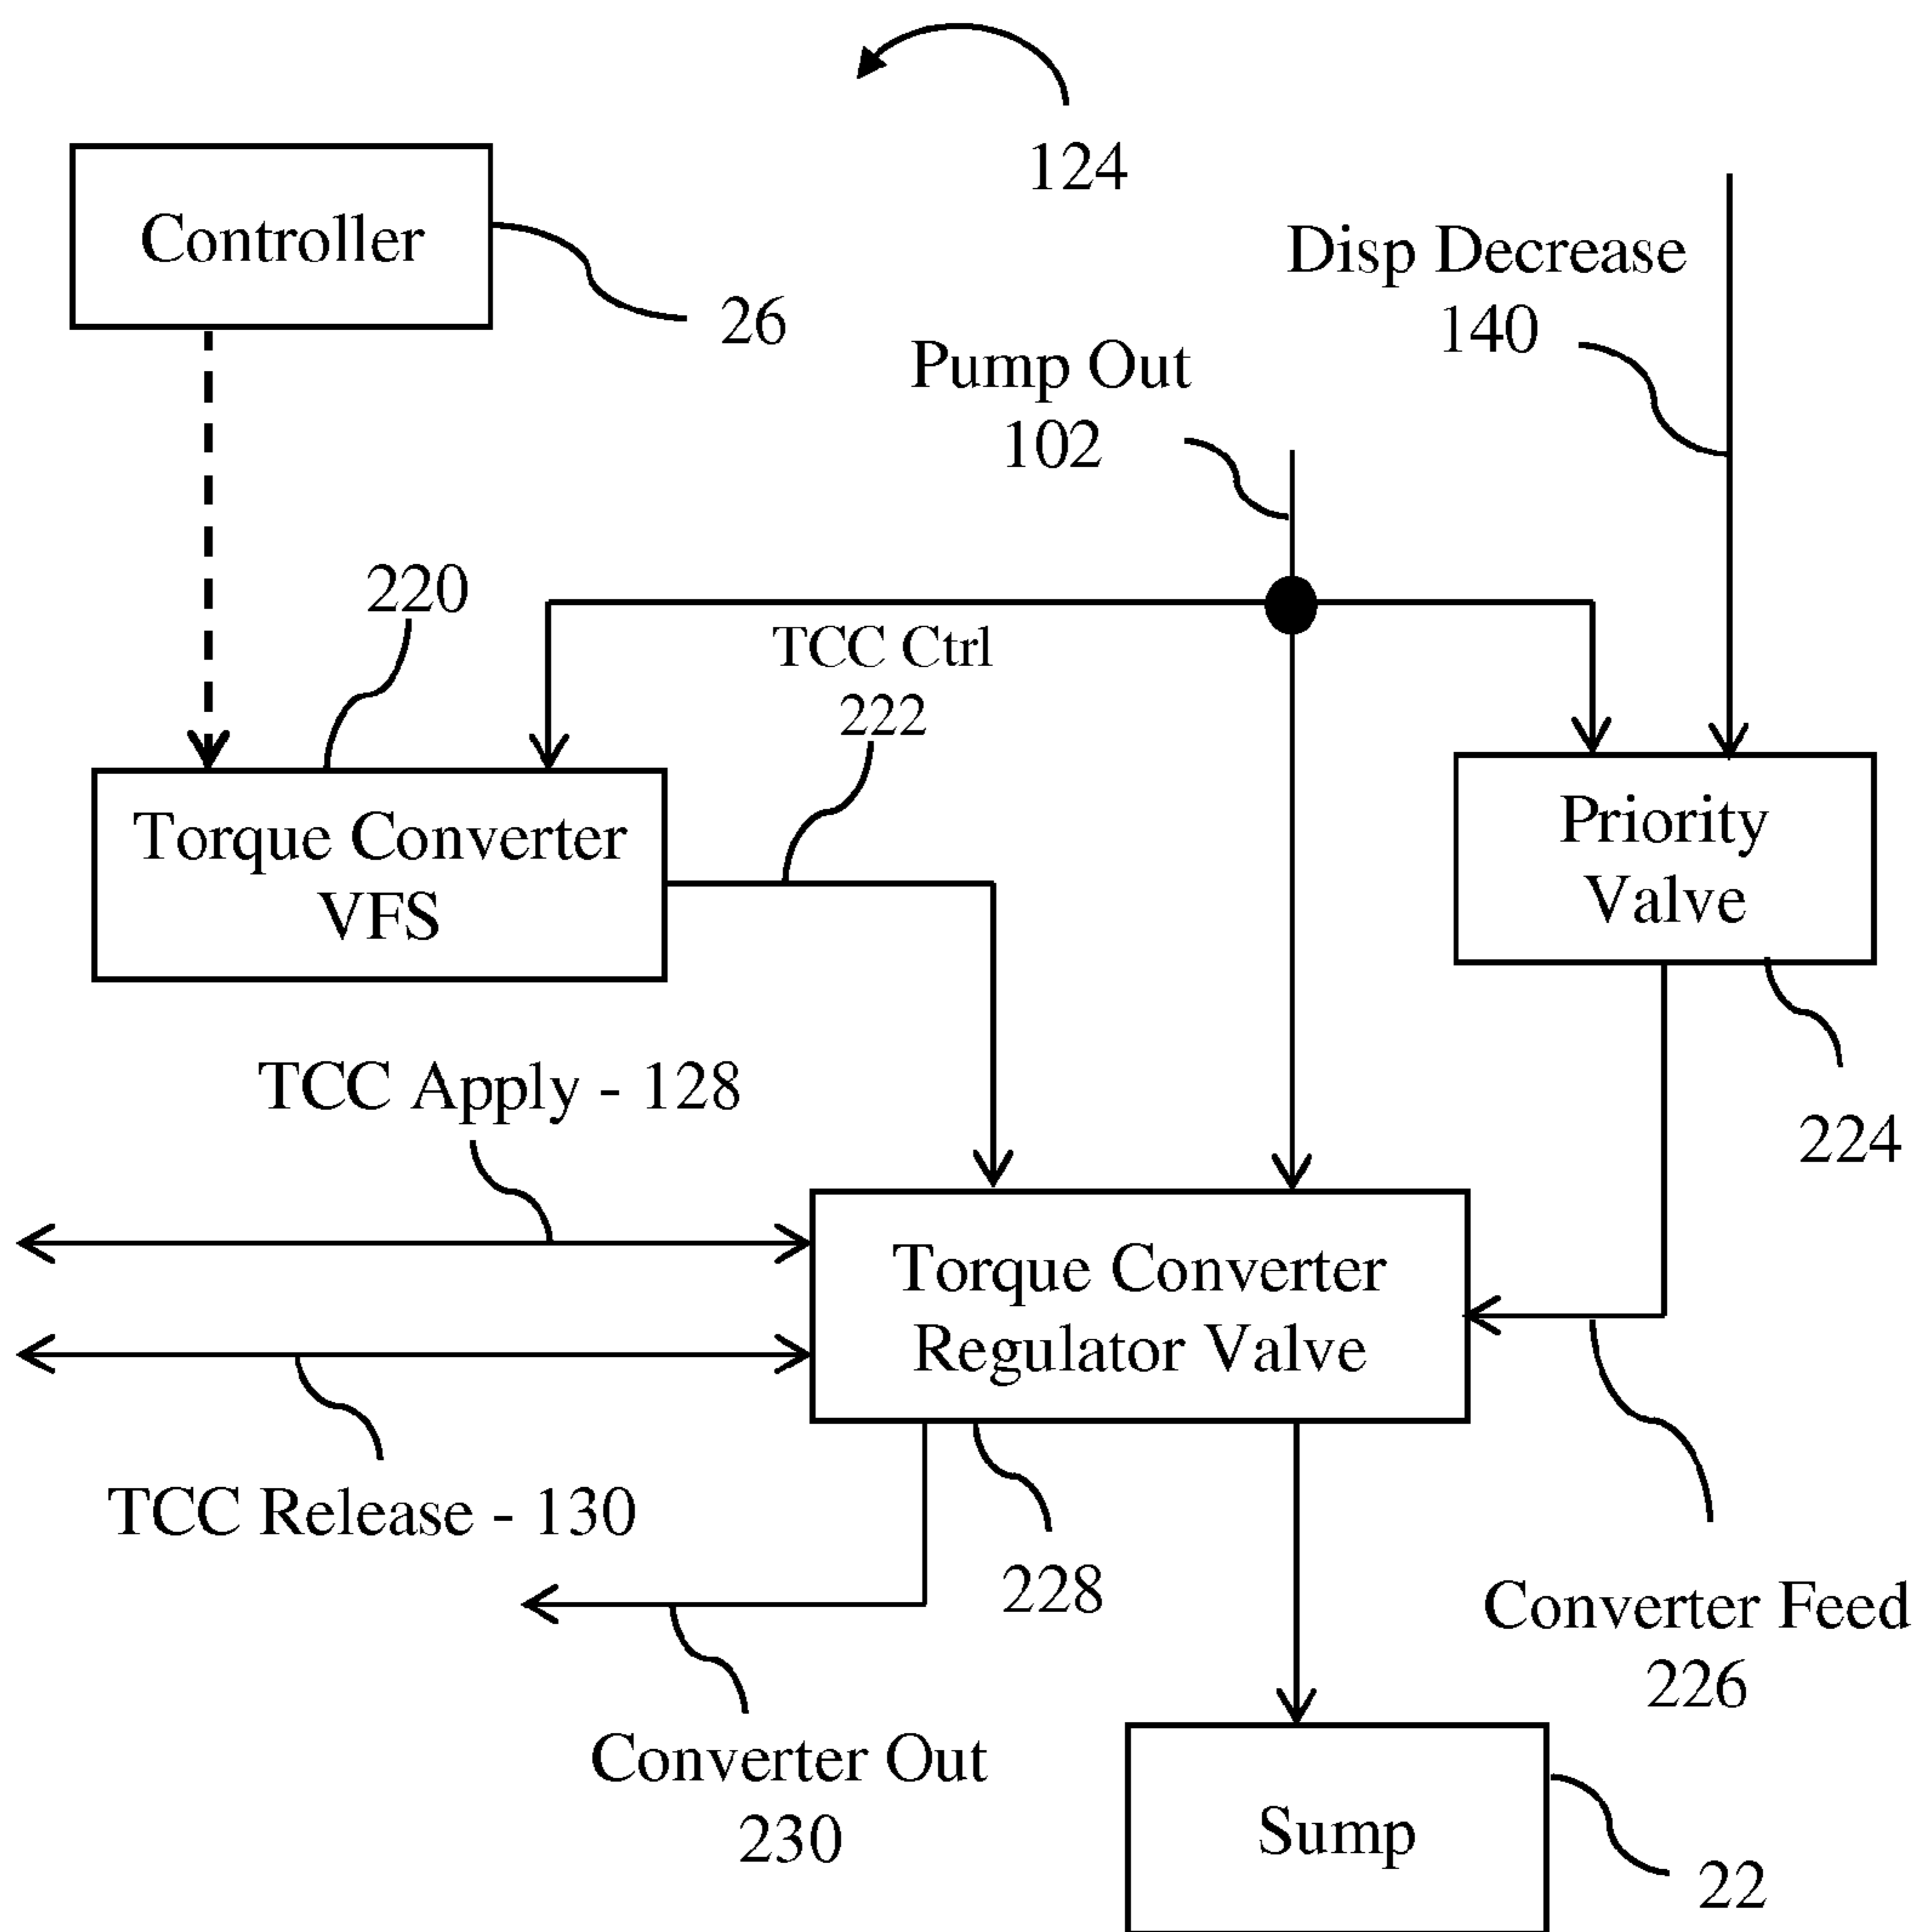 124
Controller
26
Disp Decrease
140
Pump Out
102
220
TCC Ctrl
222
Torque Converter
VFS
Priority
Valve
224
TCC Apply - 128
Torque Converter
Regulator Valve
TCC Release - 130
228
Converter Feed
226
Converter Out
230
Sump
22